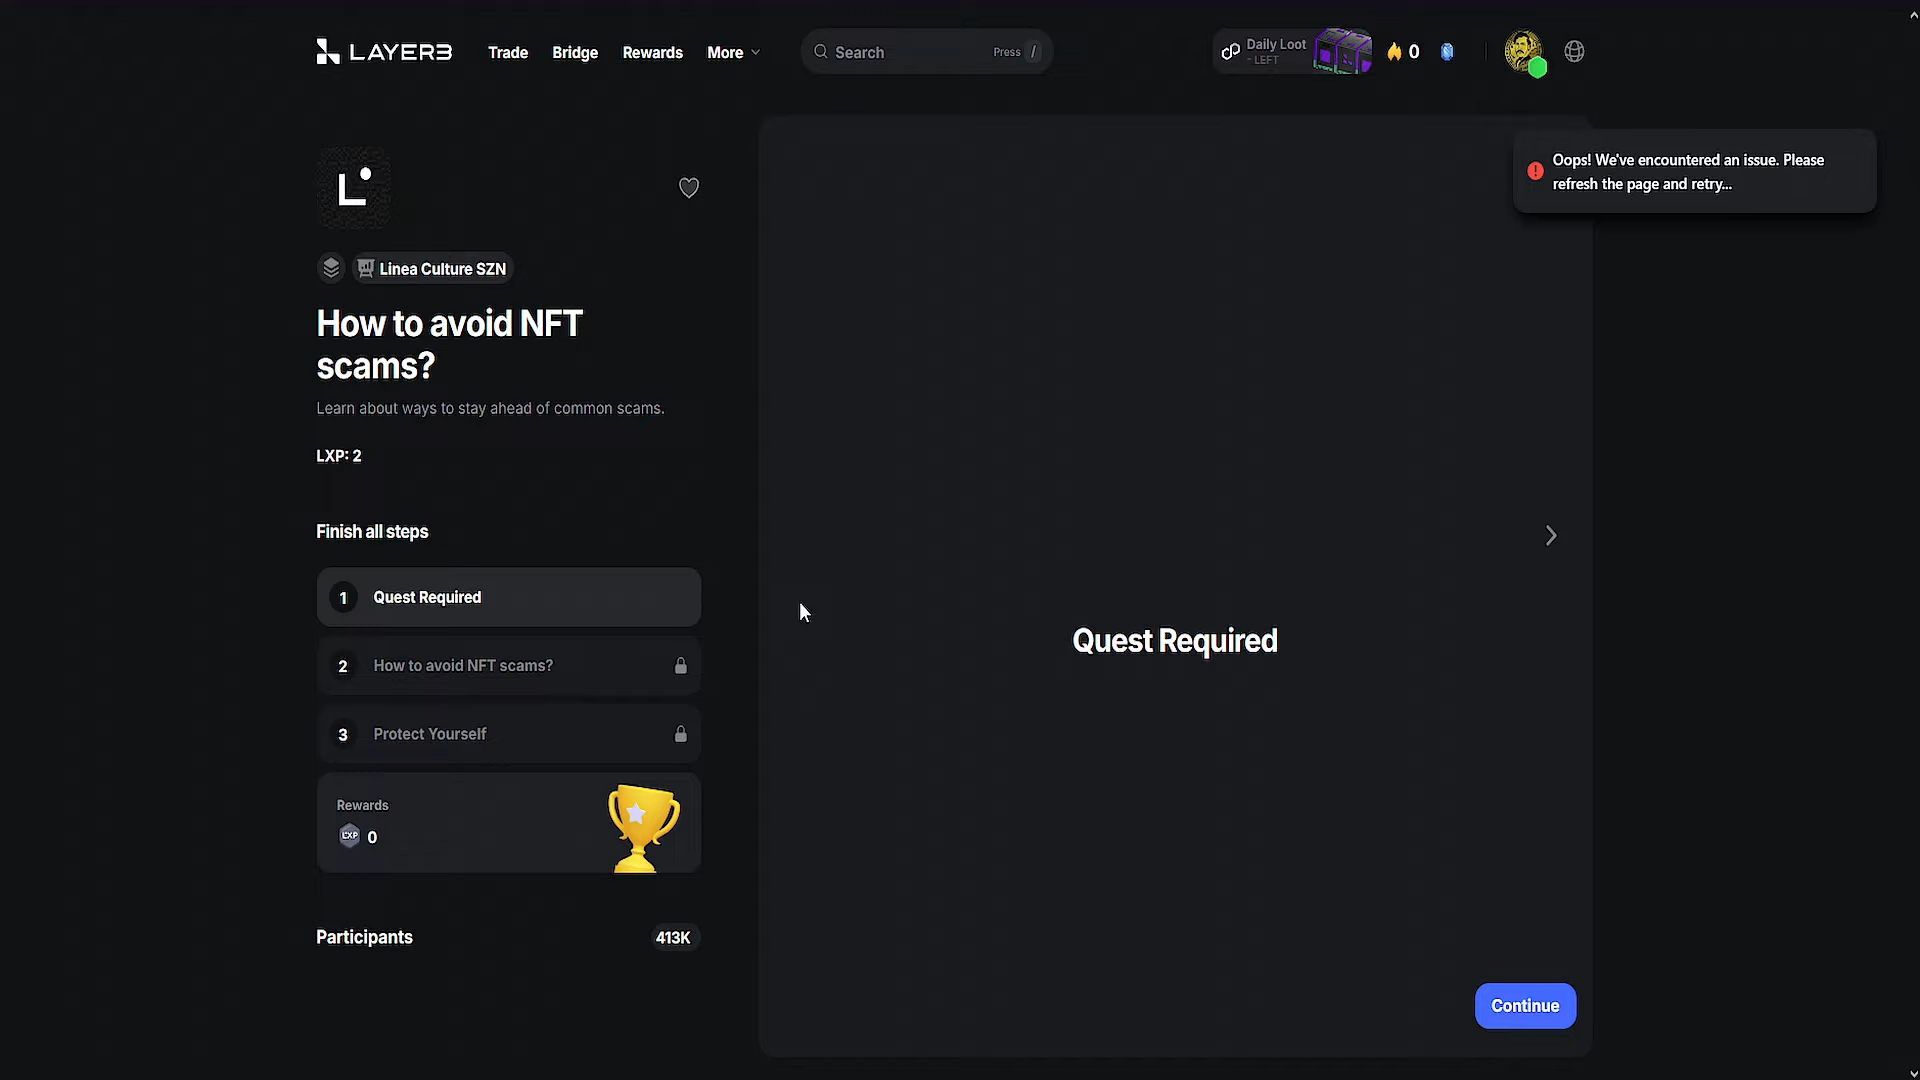 LAYER3
Trade
Bridge
Rewards
More
Search
Press /
Daily Loot
- LEFT
0
Oops! We've encountered an issue. Please
refresh the page and retry...
L
Linea Culture SZN
How to avoid NFT
scams?
Learn about ways to stay ahead of common scams.
LXP: 2
Finish all steps
1 Quest Required
2 How to avoid NFT scams?
3 Protect Yourself
Rewards
LXP 0
Participants
413K
Quest Required
Continue